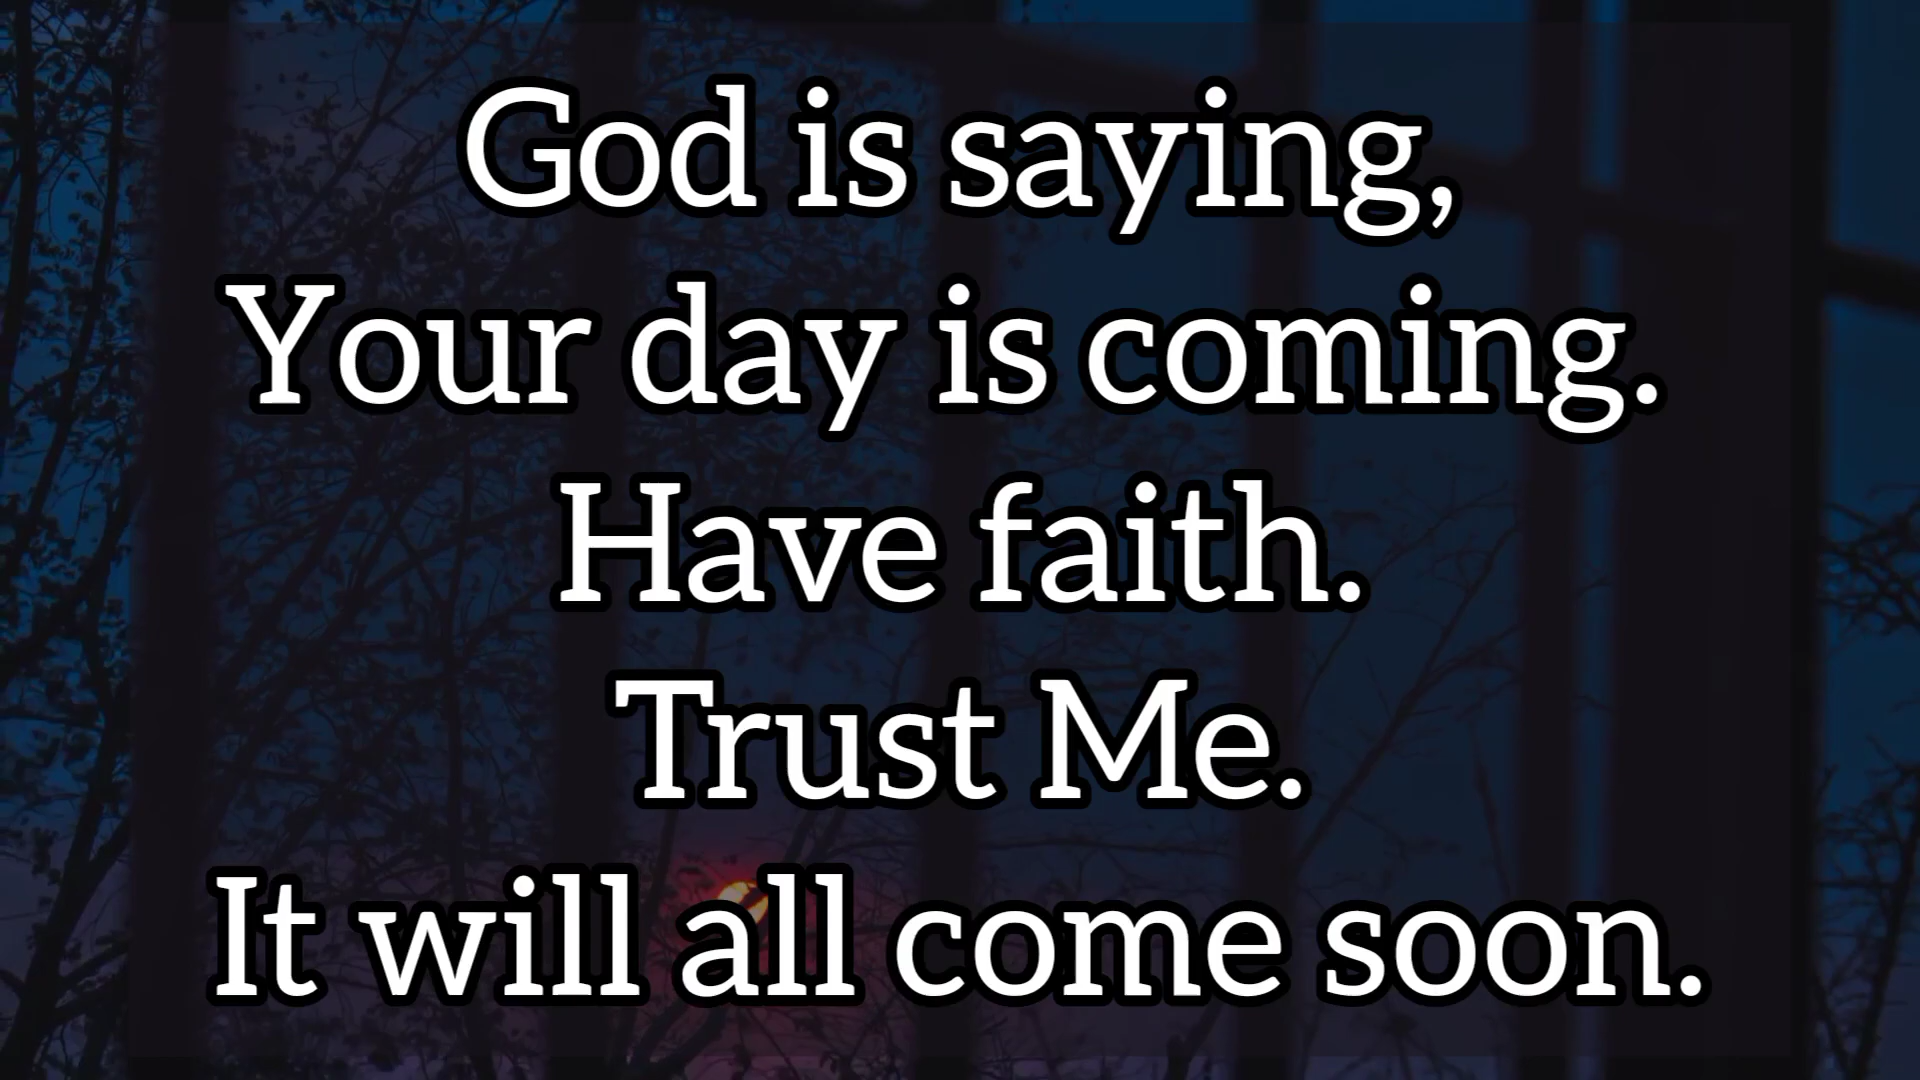 God is saying,
Your day is coming.
Have faith.
Trust Me.
It will all come soon.